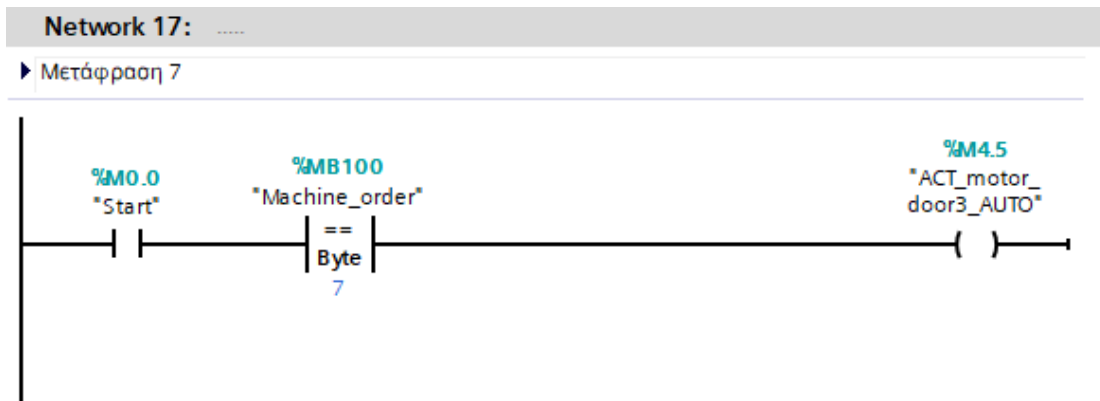 Network 17: .....
Μετάφραση 7
%M0.0
"Start"
%MB100
"Machine_order"
==
Byte
7
%M4.5
"ACT_motor_
door3_AUTO"